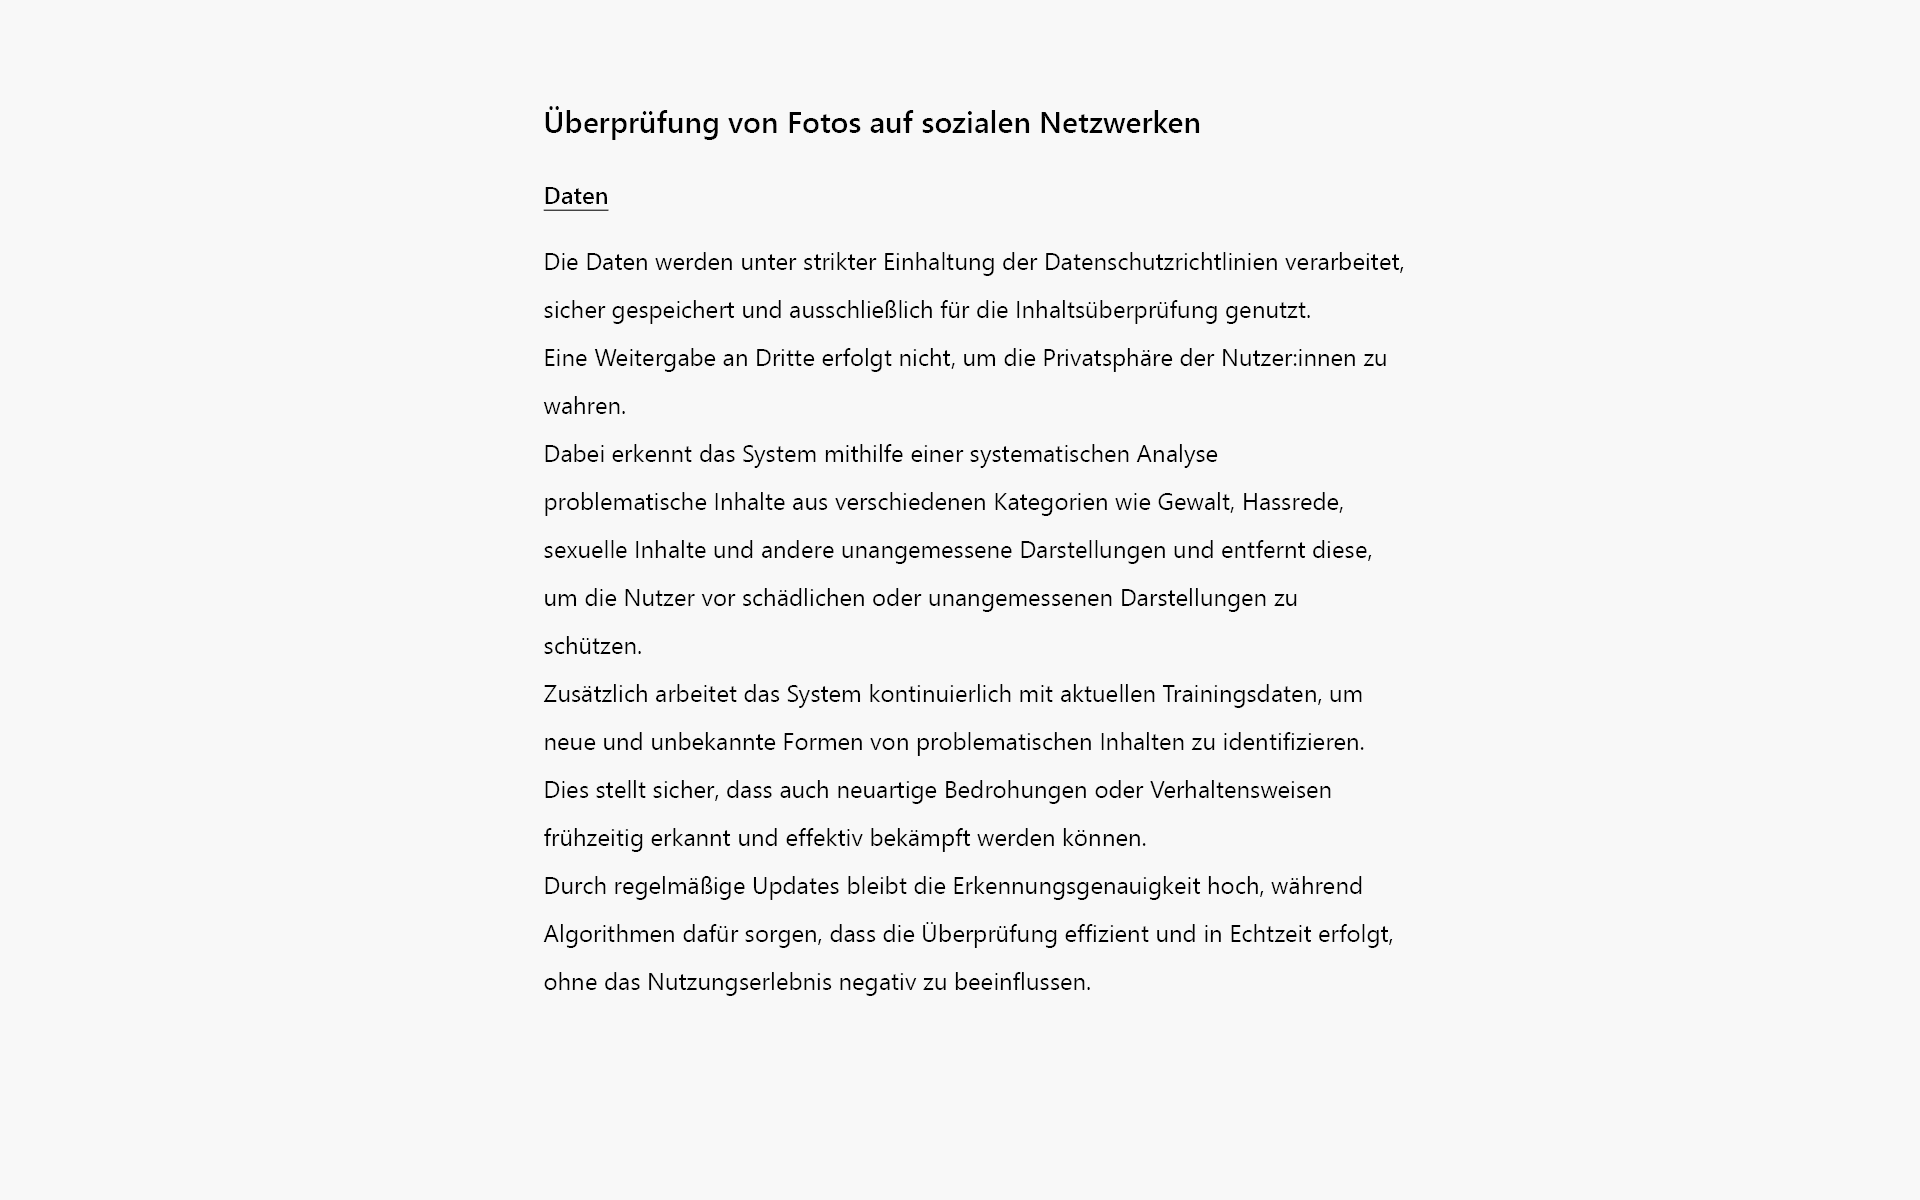 Überprüfung von Fotos auf sozialen Netzwerken
Daten
Die Daten werden unter strikter Einhaltung der Datenschutzrichtlinien verarbeitet,
sicher gespeichert und ausschließlich für die Inhaltsüberprüfung genutzt.
Eine Weitergabe an Dritte erfolgt nicht, um die Privatsphäre der Nutzer:innen zu
wahren.
Dabei erkennt das System mithilfe einer systematischen Analyse
problematische Inhalte aus verschiedenen Kategorien wie Gewalt, Hassrede,
sexuelle Inhalte und andere unangemessene Darstellungen und entfernt diese,
um die Nutzer vor schädlichen oder unangemessenen Darstellungen zu
schützen.
Zusätzlich arbeitet das System kontinuierlich mit aktuellen Trainingsdaten, um
neue und unbekannte Formen von problematischen Inhalten zu identifizieren.
Dies stellt sicher, dass auch neuartige Bedrohungen oder Verhaltensweisen
frühzeitig erkannt und effektiv bekämpft werden können.
Durch regelmäßige Updates bleibt die Erkennungsgenauigkeit hoch, während
Algorithmen dafür sorgen, dass die Überprüfung effizient und in Echtzeit erfolgt,
ohne das Nutzungserlebnis negativ zu beeinflussen.